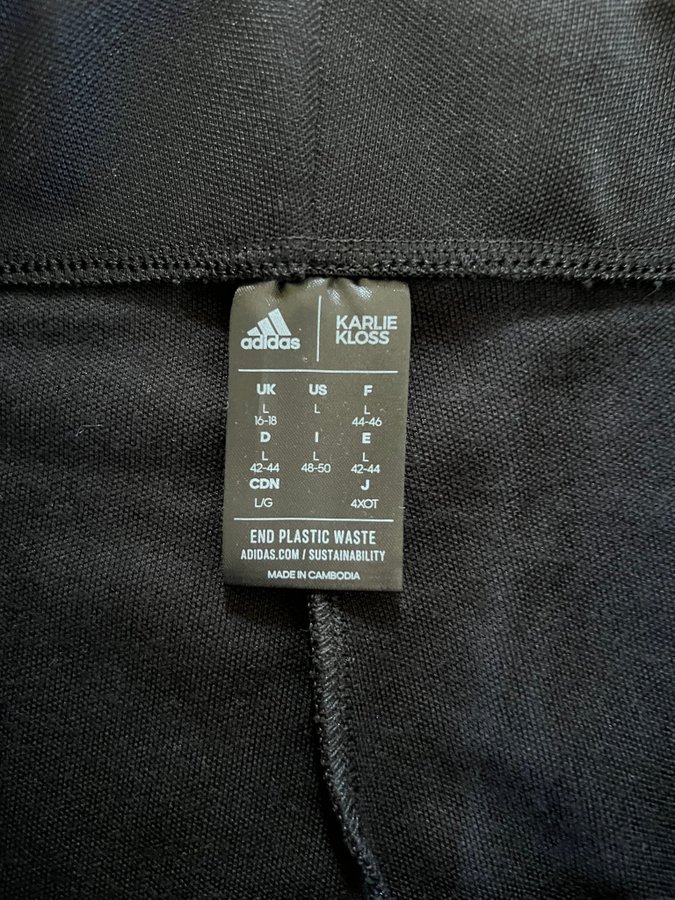 adidas
KARLIE
KLOSS
UK US F
L L L
16-18 44-46
D I E
L L L
42-44 48-50 42-44
CDN J
L/G 4XOT
END PLASTIC WASTE
ADIDAS.COM / SUSTAINABILITY
MADE IN CAMBODIA